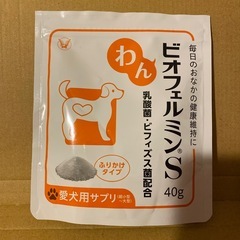 毎日のおなかの健康維持に
ビオフェルミン®S
わん
乳酸菌・ビフィズス菌配合
40g
ふりかけタイプ
愛犬用サプリ